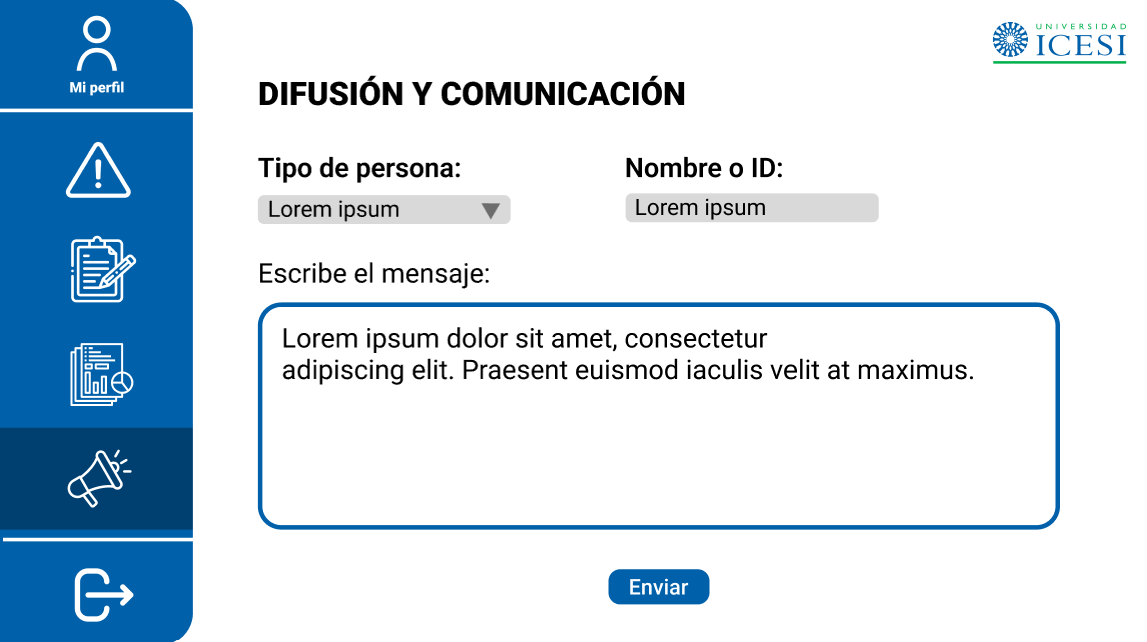 Mi perfil
UNIVERSIDAD
ICESI
DIFUSIÓN Y COMUNICACIÓN
Tipo de persona:
Nombre o ID:
Lorem ipsum
Lorem ipsum
Escribe el mensaje:
Lorem ipsum dolor sit amet, consectetur
adipiscing elit. Praesent euismod iaculis velit at maximus.
Enviar